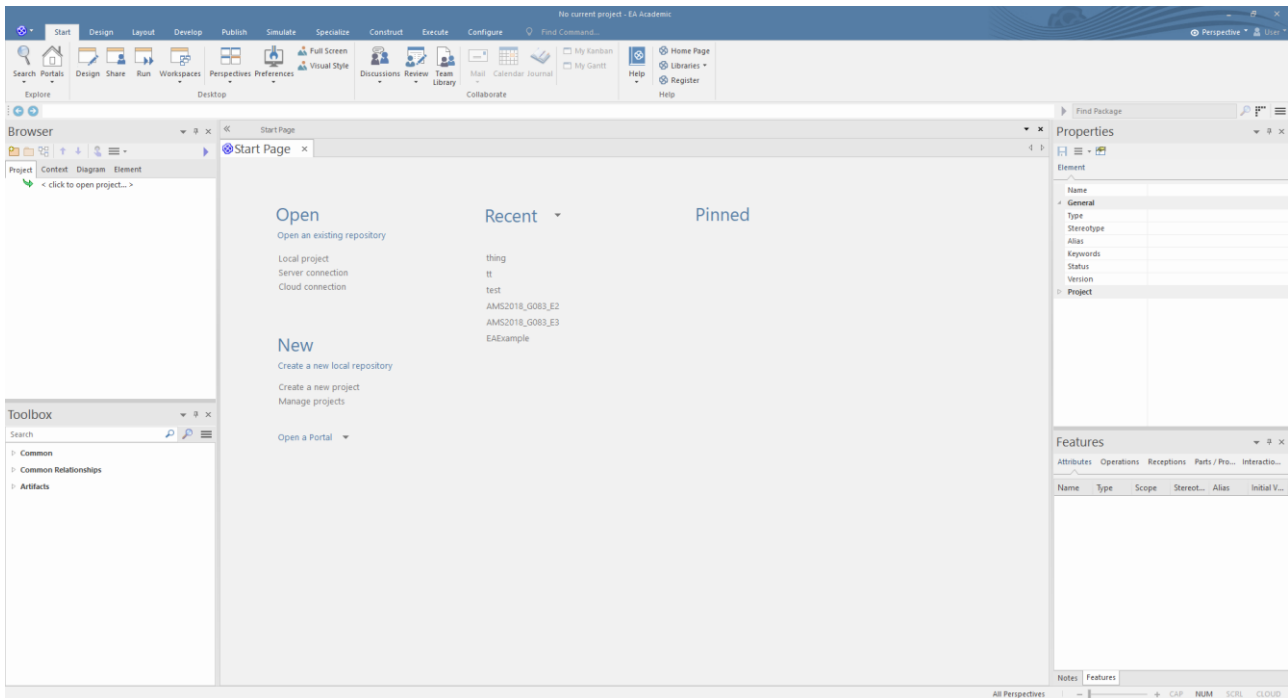 No current project - EA Academic
Start Design Layout Develop Publish Simulate Specialize Construct Execute Configure Find Command...
Perspective User
Search Portals Design Share Run Workspaces Perspectives Preferences Full Screen Visual Style Discussions Review Team Library Mail Calendar Journal My Kanban My Gantt Help Home Page Libraries Register
Explore Desktop Collaborate Help
Find Package
Browser
Project Context Diagram Element
< click to open project... >
Toolbox
Search
Common
Common Relationships
Artifacts
Start Page
Start Page
Open
Open an existing repository
Local project
Server connection
Cloud connection
New
Create a new local repository
Create a new project
Manage projects
Open a Portal
Recent
thing
tt
test
AMS2018_G083_E2
AMS2018_G083_E3
EAExample
Pinned
Properties
Element
Name
General
Type
Stereotype
Alias
Keywords
Status
Version
Project
Features
Attributes Operations Receptions Parts / Pro... Interactio...
Name Type Scope Stereot... Alias Initial V...
Notes Features
All Perspectives CAP NUM SCRL CLOUD